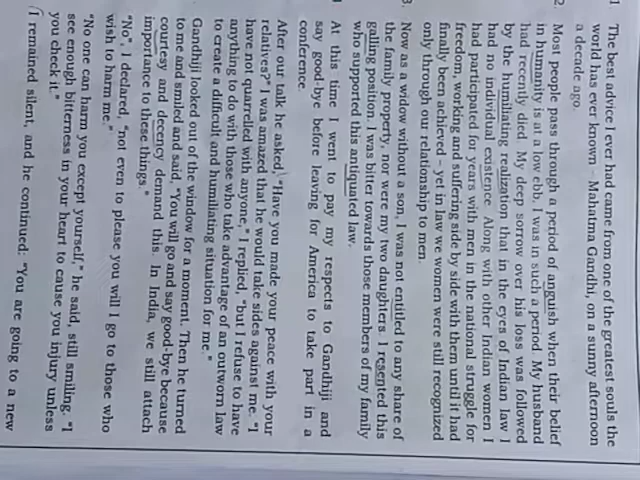 1 The best advice I ever had came from one of the greatest souls the
world has ever known – Mahatma Gandhi, on a sunny afternoon
a decade ago.
2. Most people pass through a period of anguish when their belief
in humanity is at a low ebb. I was in such a period. My husband
had recently died. My deep sorrow over his loss was followed
by the humiliating realization that in the eyes of Indian law I
had no individual existence. Along with other Indian women I
had participated for years with men in the national struggle for
freedom, working and suffering side by side with them until it had
finally been achieved – yet in law we women were still recognized
only through our relationship to men.
3. Now as a widow without a son, I was not entitled to any share of
the family property, nor were my two daughters. I resented this
galling position. I was bitter towards those members of my family
who supported this antiquated law.
At this time I went to pay my respects to Gandhiji and
say good-bye before leaving for America to take part in a
conference.
After our talk he asked, "Have you made your peace with your
relatives?" I was amazed that he would take sides against me. "I
have not quarrelled with anyone," I replied, "but I refuse to have
anything to do with those who take advantage of an outworn law
to create a difficult and humiliating situation for me."
Gandhiji looked out of the window for a moment. Then he turned
to me and smiled and said, "You will go and say good-bye because
courtesy and decency demand this. In India, we still attach
importance to these things."
"No", I declared, "not even to please you will I go to those who
wish to harm me."
"No one can harm you except yourself," he said, still smiling. "I
see enough bitterness in your heart to cause you injury unless
you check it."
I remained silent, and he continued: "You are going to a new